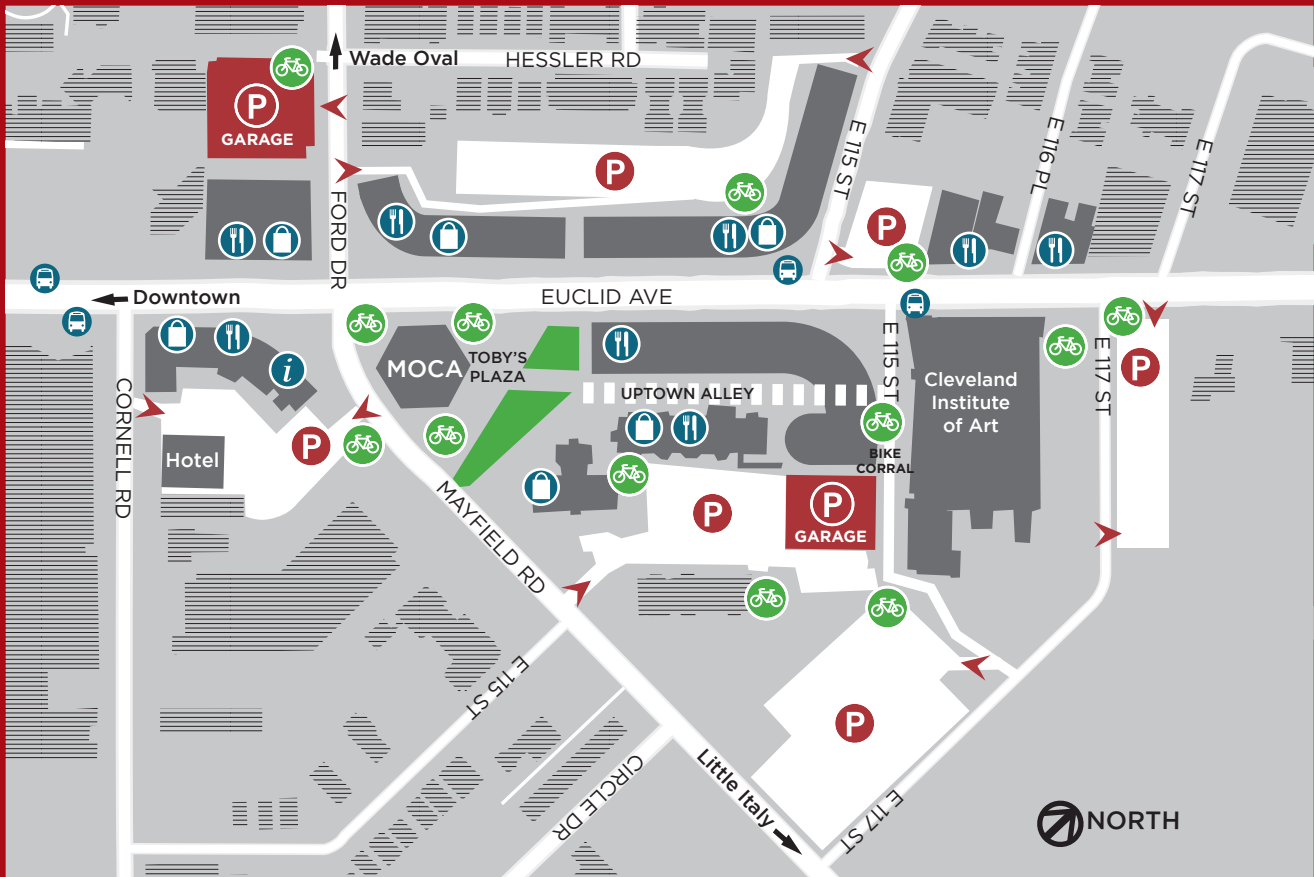 Wade Oval
HESSLER RD
P
GARAGE
P
FORD DR
E 115 ST
E 116 PL
E 117 ST
P
Downtown
EUCLID AVE
MOCA
TOBY'S
PLAZA
UPTOWN ALLEY
E 115 ST
Cleveland
Institute
of Art
E 117 ST
P
i
CORNELL RD
Hotel
P
BIKE
CORRAL
MAYFIELD RD
P
P
GARAGE
E 115 ST
P
CIRCLE DR
Little Italy
E 117 ST
NORTH